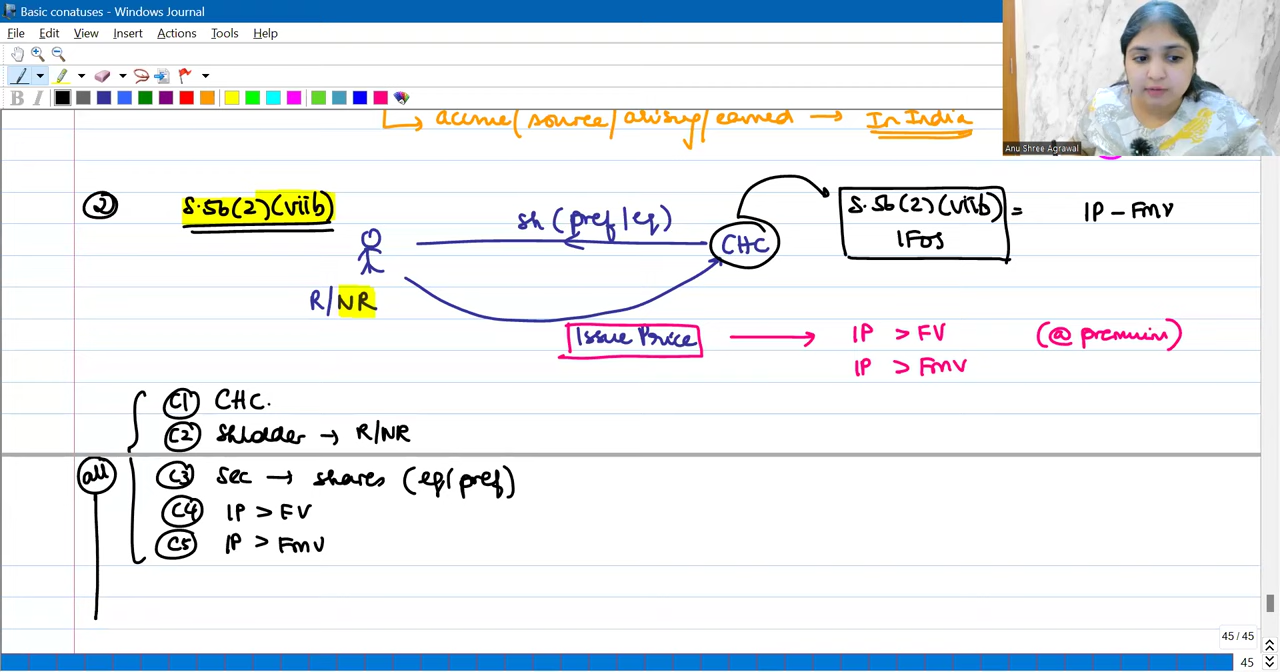 Basic conatuses - Windows Journal
File Edit View Insert Actions Tools Help
B I
↳ accrue/source/arising/earned → In India
Anu Shree Agrawal
② S.56(2)(viib)
sh (pref/eq)
CHC
S.56(2)(viib) = IP - FMV
IFOS
R/NR
Issue Price → IP > FV (@ premium)
IP > FMV
C1 CHC.
C2 Shholder → R/NR
all
C3 Sec → shares (eq/pref)
C4 IP > FV
C5 IP > FMV
45 / 45
45